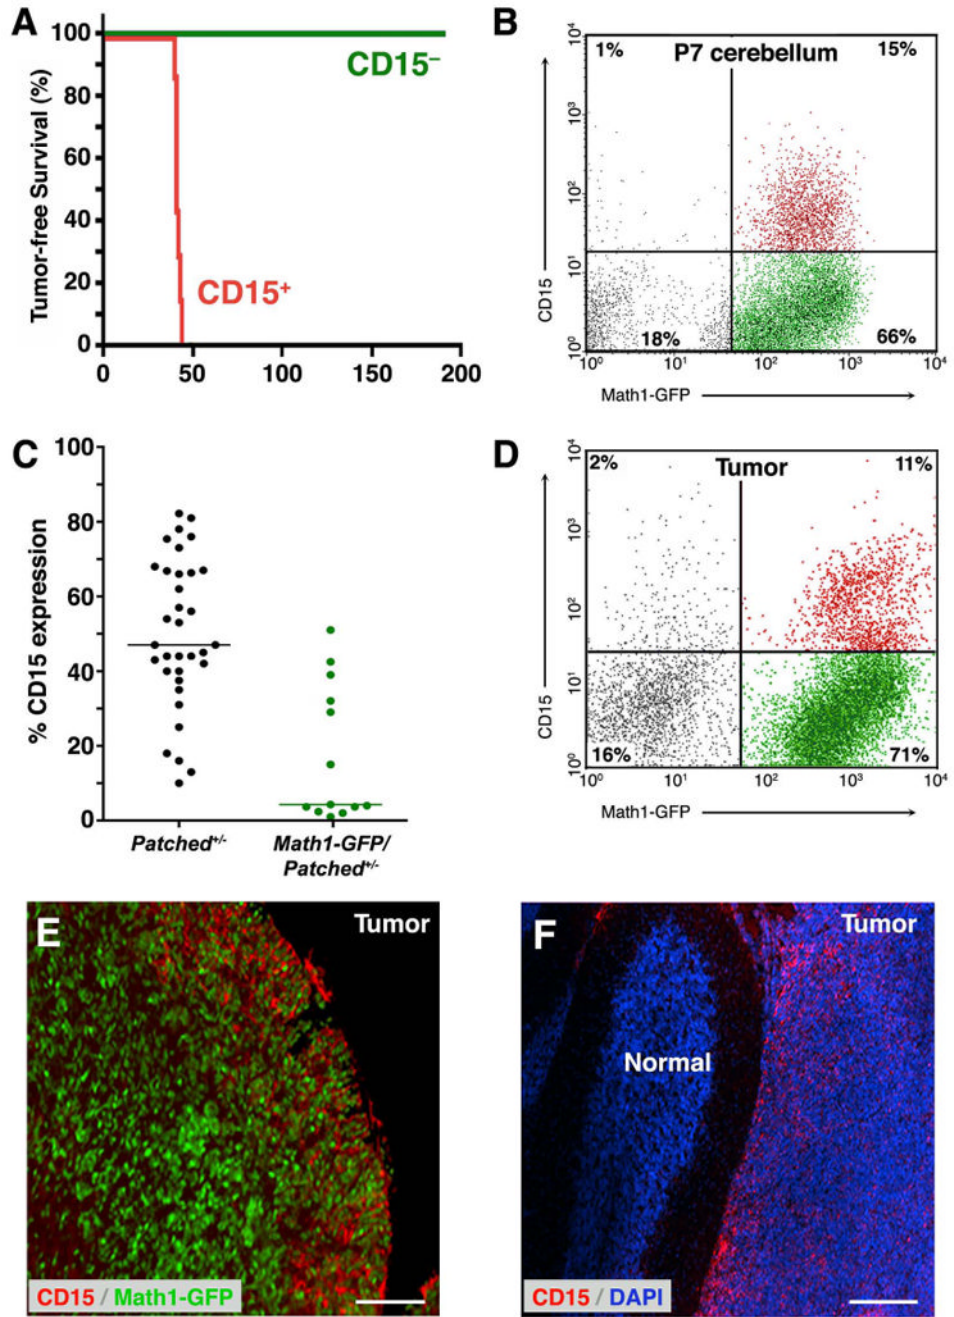 A
Tumor-free Survival (%)
100
80
60
40
20
0
0 50 100 150 200
CD15–
CD15+
B
P7 cerebellum
1%
15%
18%
66%
CD15
10⁴
10³
10²
10¹
10⁰
10⁰ 10¹ 10² 10³ 10⁴
Math1-GFP
C
% CD15 expression
100
80
60
40
20
0
Patched+/-
Math1-GFP/
Patched+/-
D
Tumor
2%
11%
16%
71%
CD15
10⁴
10³
10²
10¹
10⁰
10⁰ 10¹ 10² 10³ 10⁴
Math1-GFP
E
Tumor
CD15 / Math1-GFP
F
Tumor
Normal
CD15 / DAPI